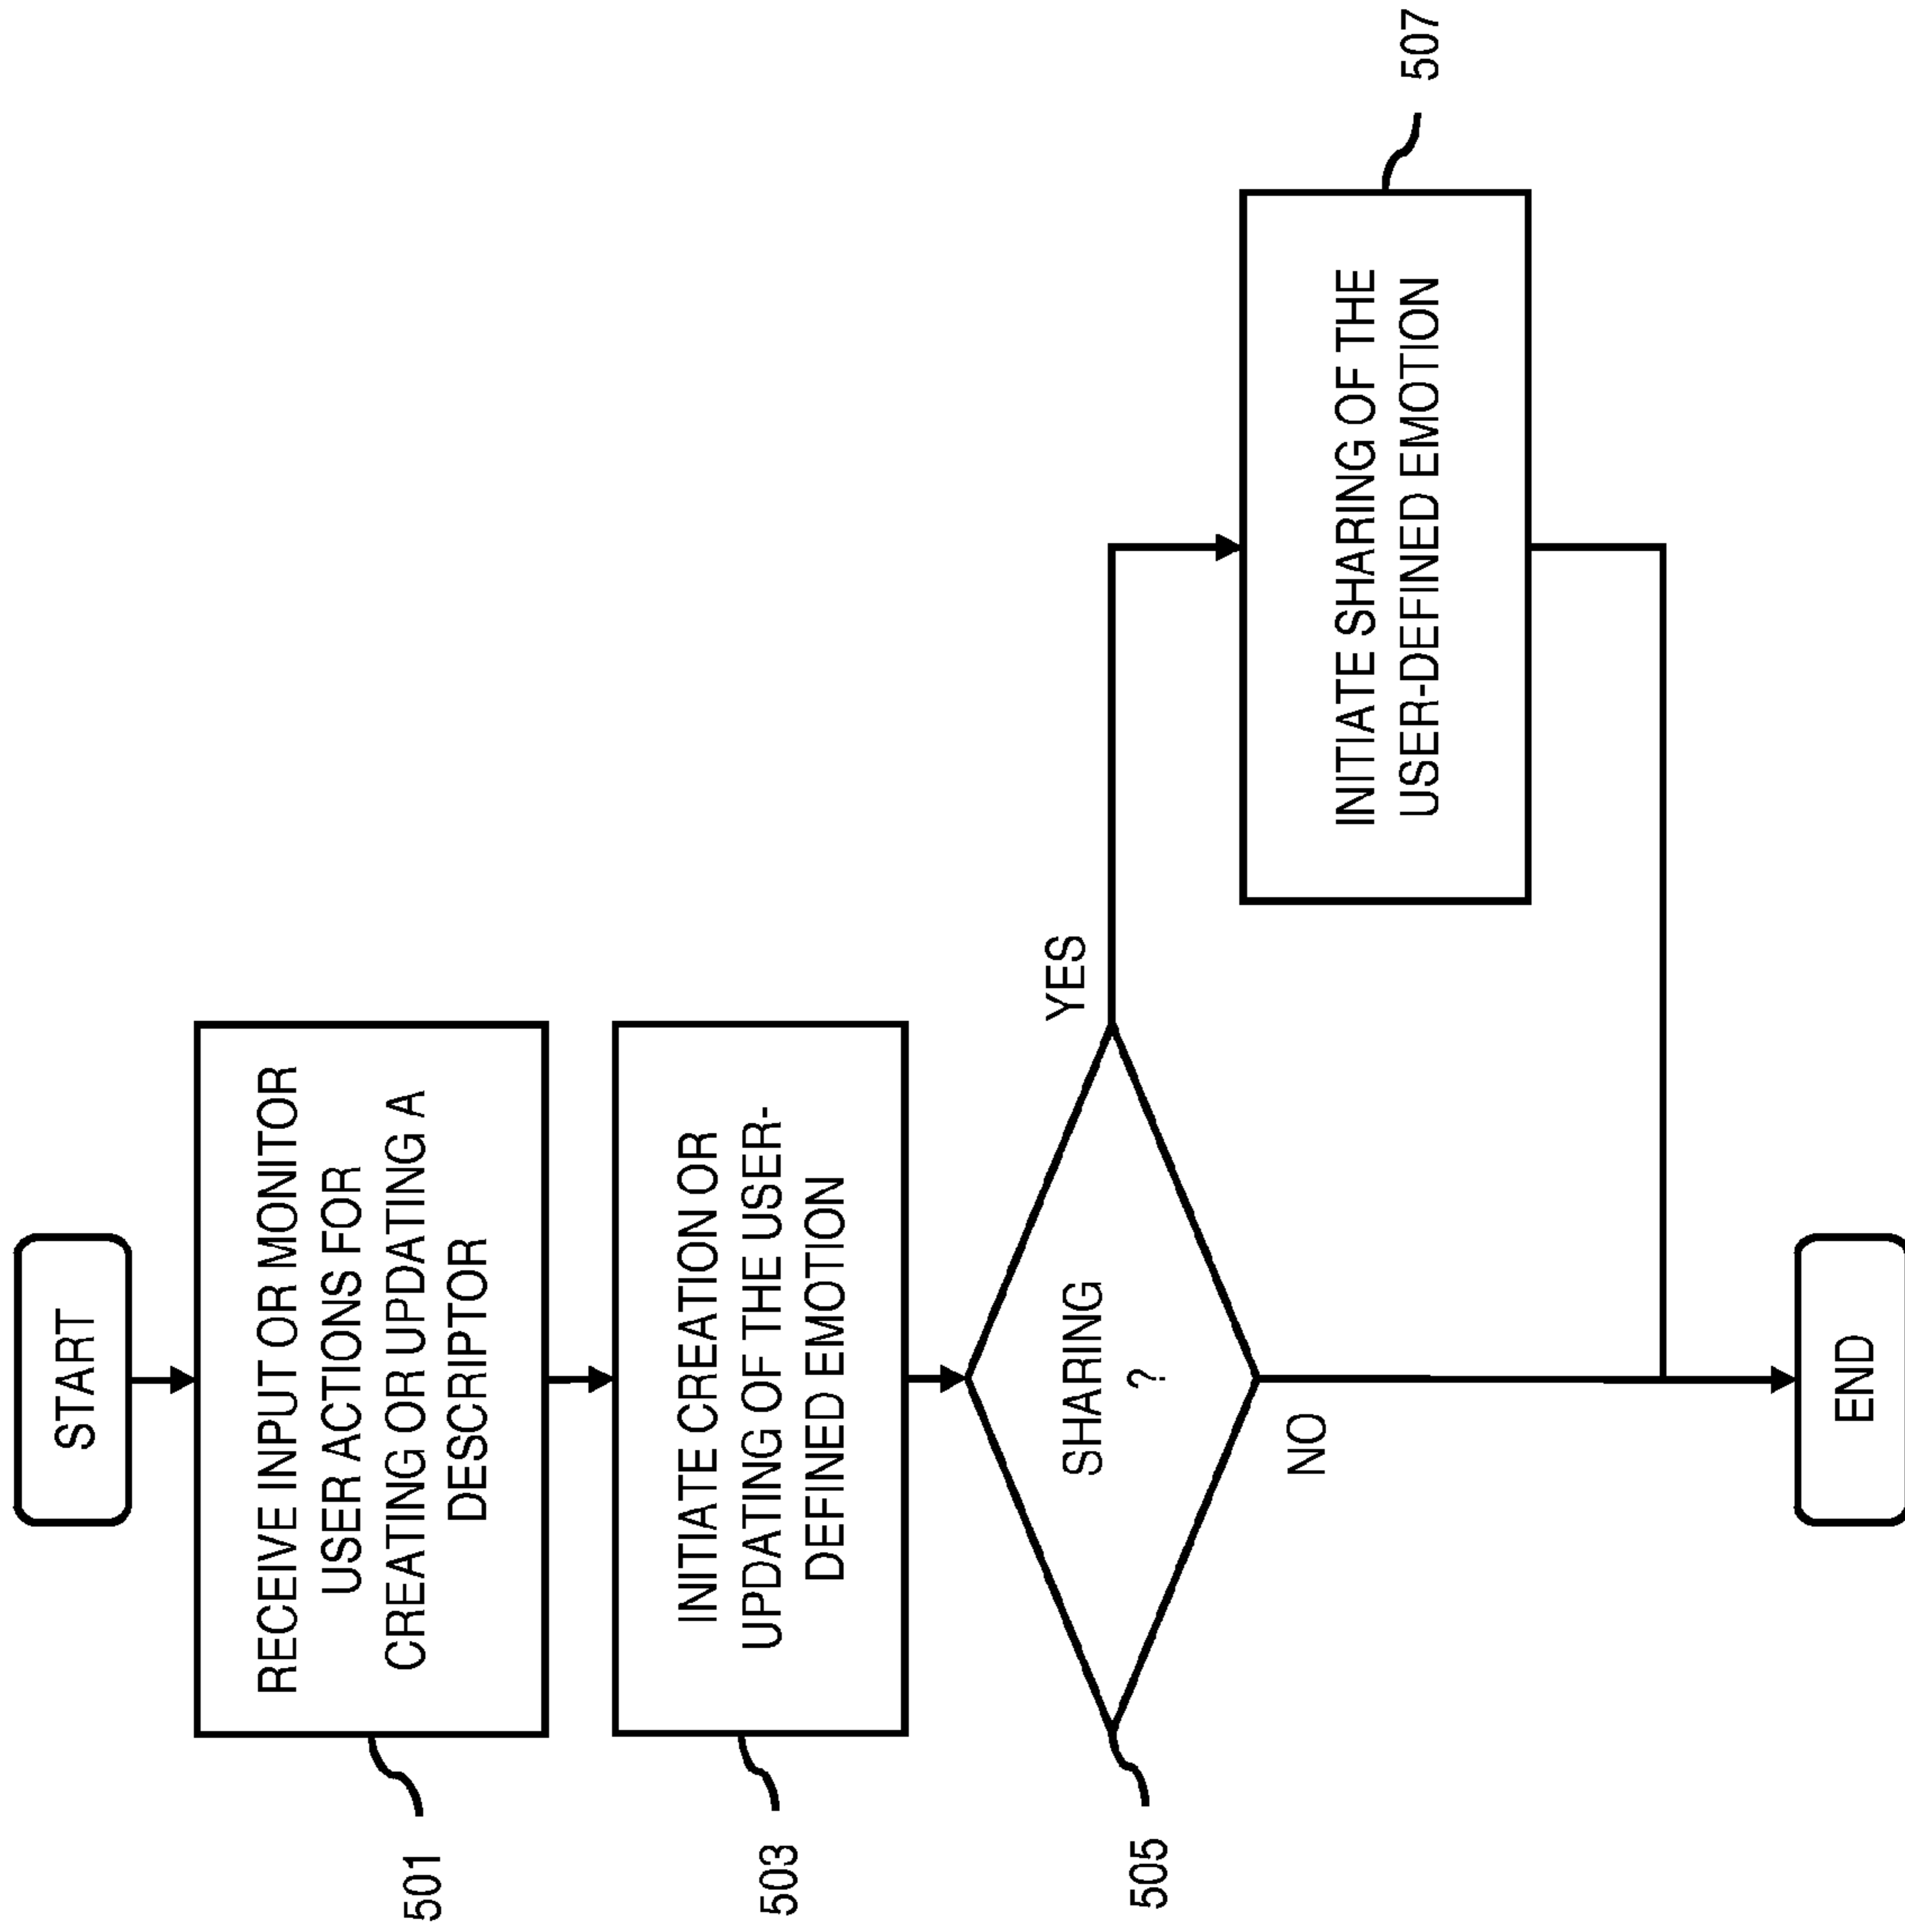 START
RECEIVE INPUT OR MONITOR
USER ACTIONS FOR
CREATING OR UPDATING A
DESCRIPTOR
501
INITIATE CREATION OR
UPDATING OF THE USER-
DEFINED EMOTION
503
SHARING
?
505
YES
NO
INITIATE SHARING OF THE
USER-DEFINED EMOTION
507
END